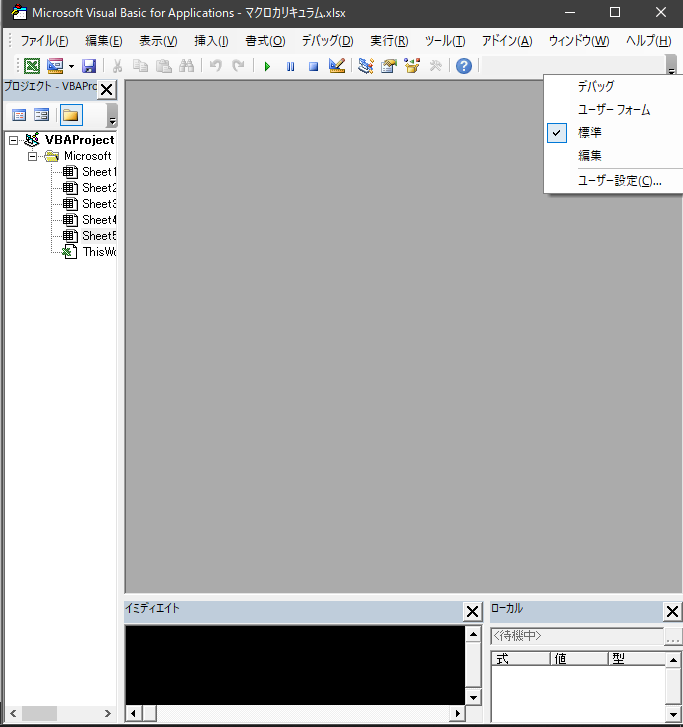 Microsoft Visual Basic for Applications - マクロカリキュラム.xlsx
ファイル(F) 編集(E) 表示(V) 挿入(I) 書式(O) デバッグ(D) 実行(R) ツール(T) アドイン(A) ウィンドウ(W) ヘルプ(H)
プロジェクト - VBAPro
デバッグ
ユーザー フォーム
標準
編集
ユーザー設定(C)...
VBAProject
Microsoft
Sheet1
Sheet2
Sheet3
Sheet4
Sheet5
ThisWo
イミディエイト
ローカル
<待機中>
...
式 値 型